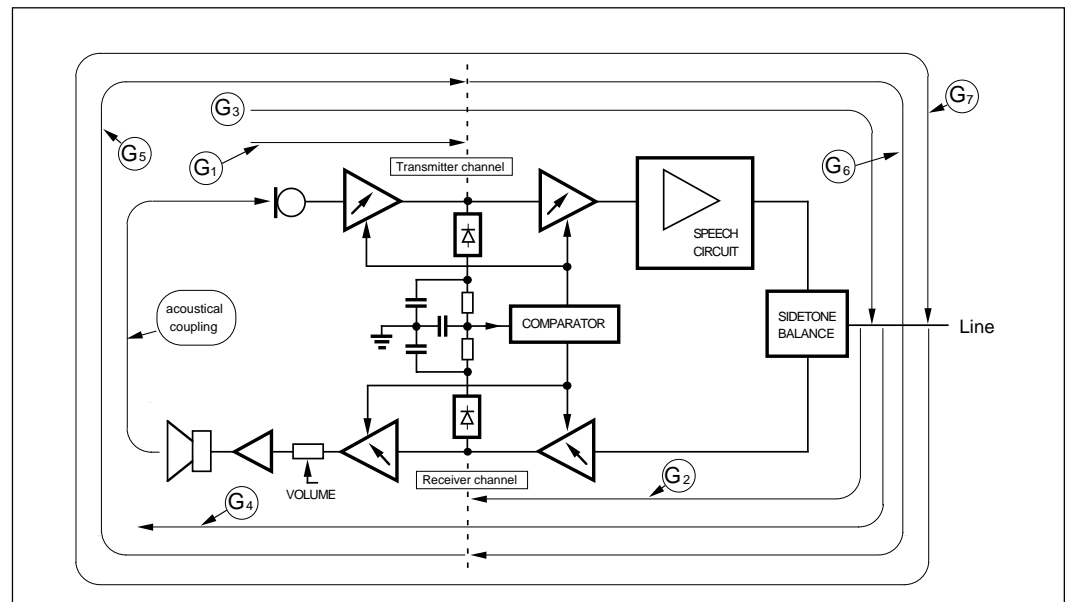 G3
G7
G5
G1
Transmitter channel
G6
SPEECH
CIRCUIT
acoustical
coupling
COMPARATOR
SIDETONE
BALANCE
Line
VOLUME
Receiver channel
G2
G4